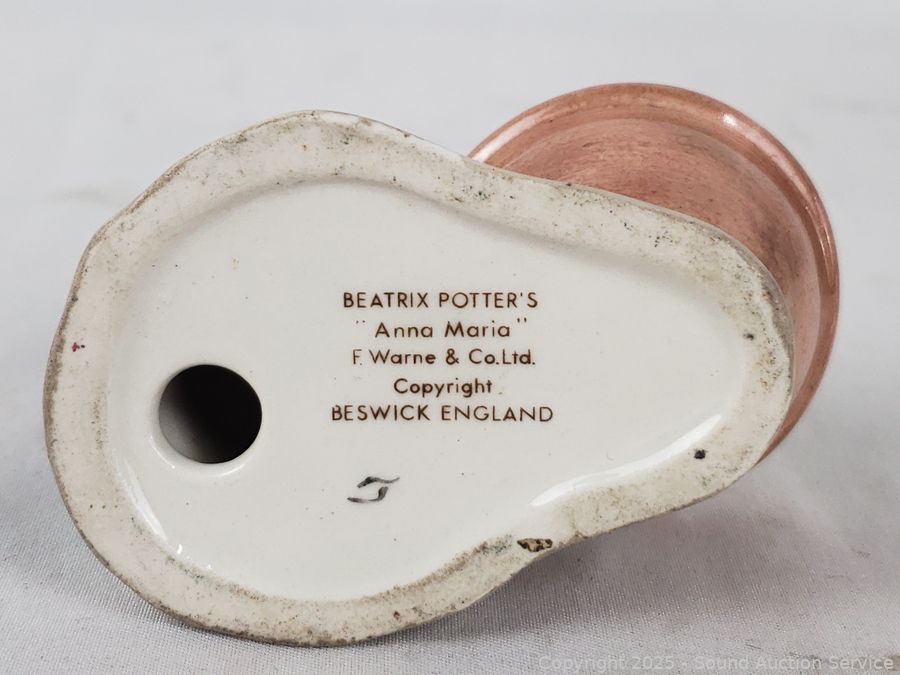 BEATRIX POTTER'S
"Anna Maria"
F. Warne & Co.Ltd.
Copyright
BESWICK ENGLAND
Copyright 2025 - Sound Auction Service